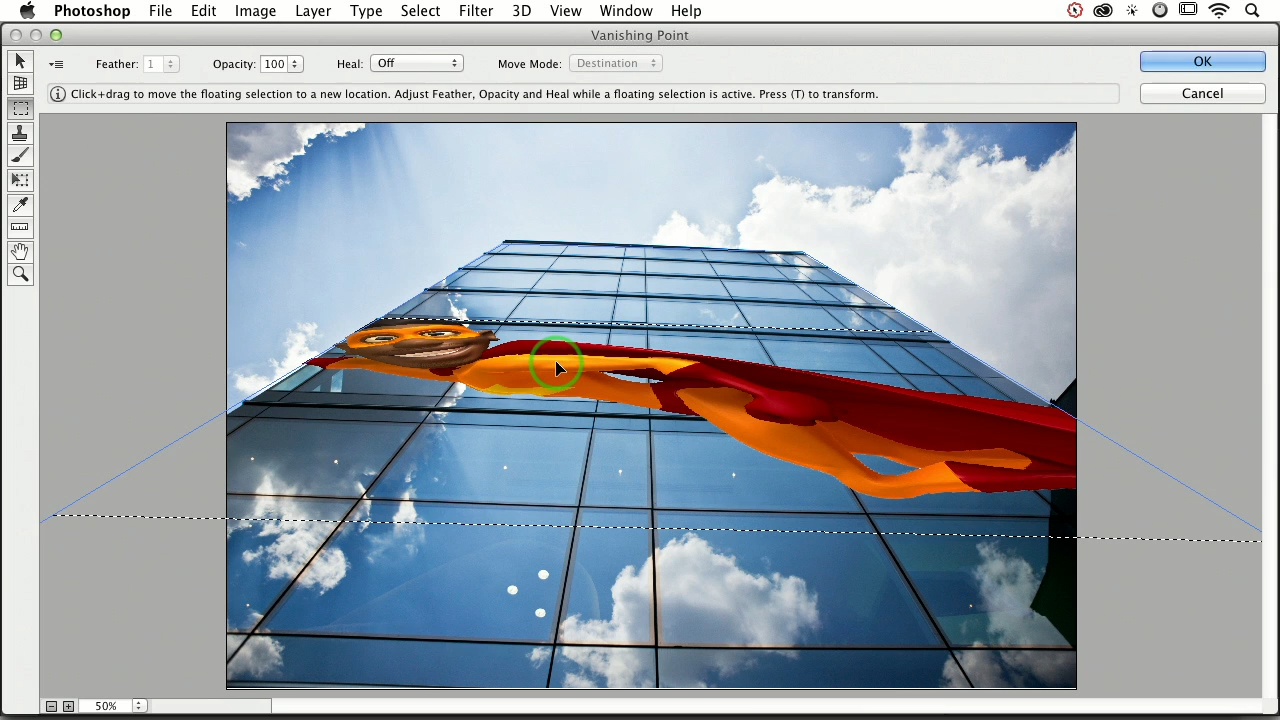 Photoshop File Edit Image Layer Type Select Filter 3D View Window Help
Vanishing Point
Feather: 1 Opacity: 100 Heal: Off Move Mode: Destination OK
Click+drag to move the floating selection to a new location. Adjust Feather, Opacity and Heal while a floating selection is active. Press (T) to transform. Cancel
50%